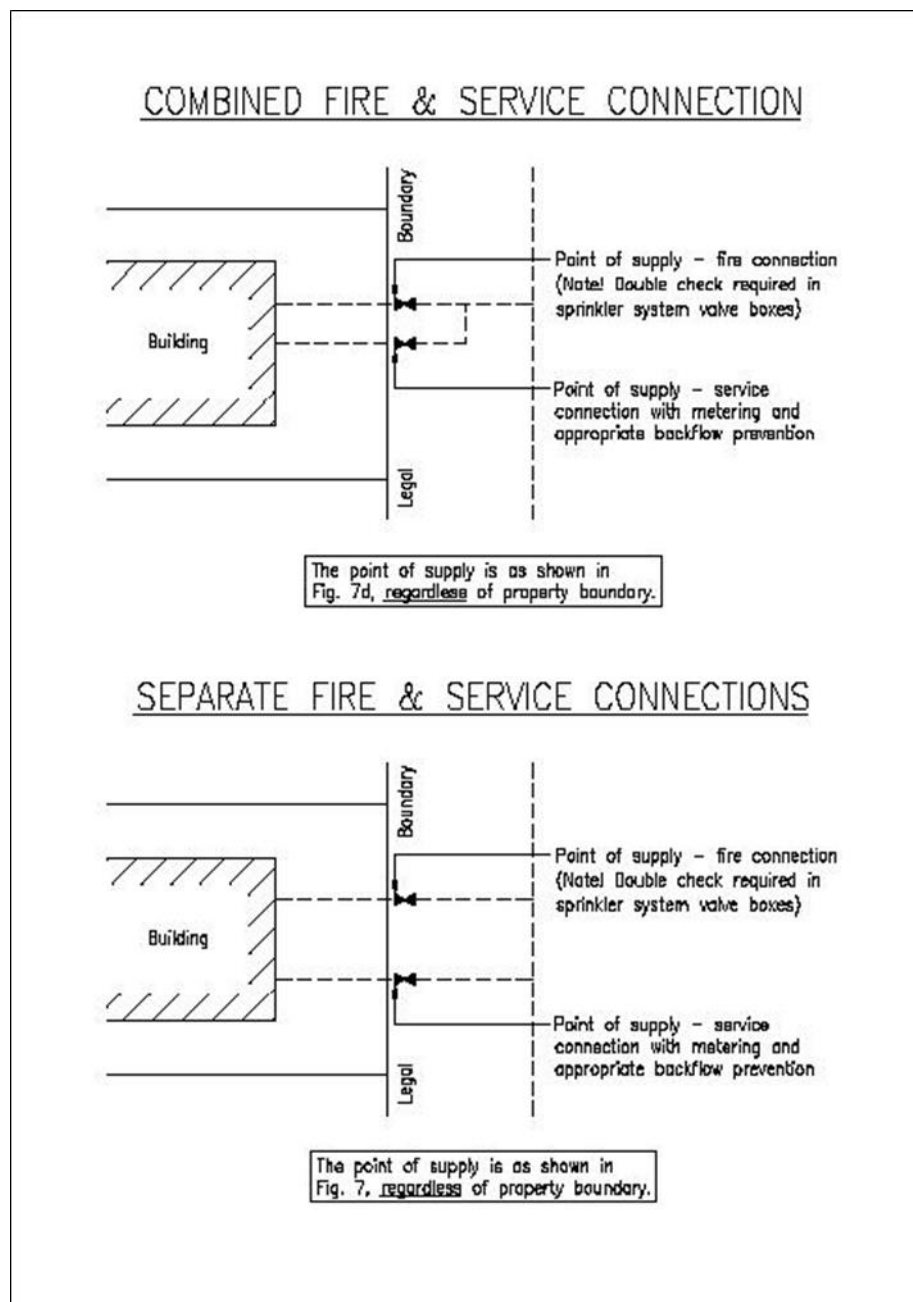 COMBINED FIRE & SERVICE CONNECTION
Boundary
Point of supply - fire connection
(Note! Double check required in
sprinkler system valve boxes)
Building
Point of supply - service
connection with metering and
appropriate backflow prevention
Legal
The point of supply is as shown in
Fig. 7d, regardless of property boundary.
SEPARATE FIRE & SERVICE CONNECTIONS
Boundary
Point of supply - fire connection
(Note! Double check required in
sprinkler system valve boxes)
Building
Point of supply - service
connection with metering and
appropriate backflow prevention
Legal
The point of supply is as shown in
Fig. 7, regardless of property boundary.